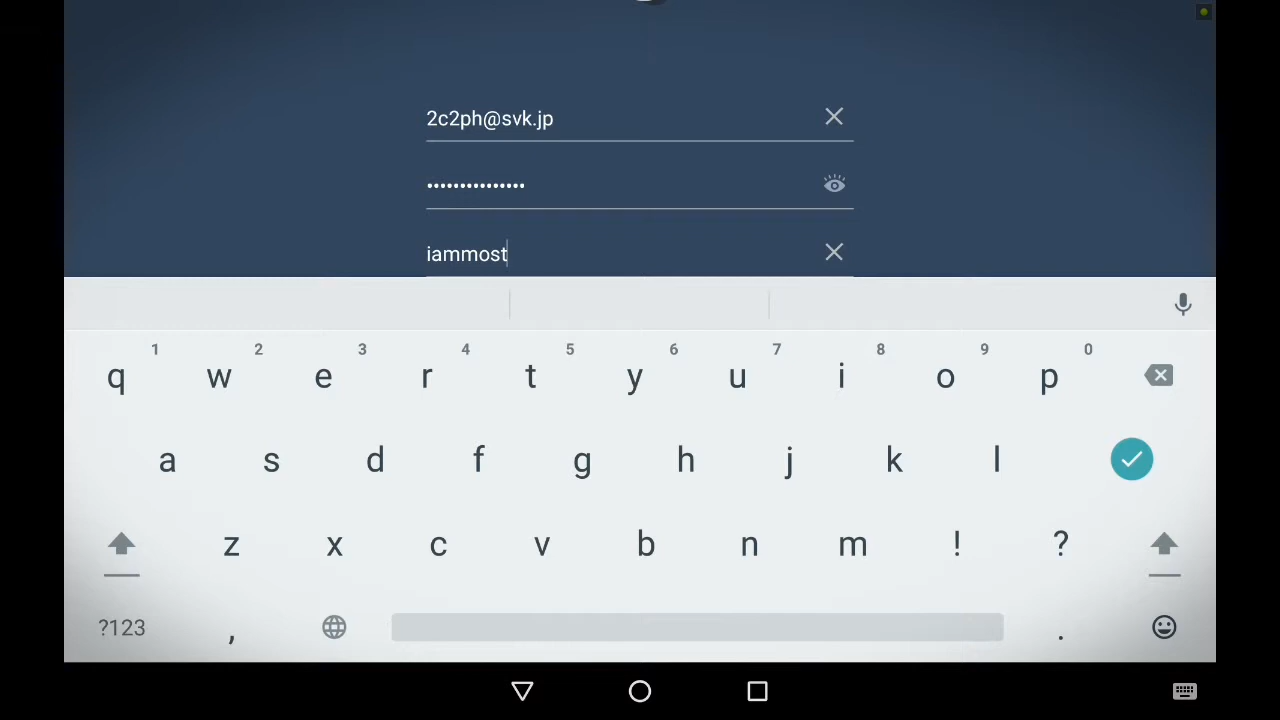 2c2ph@svk.jp
•••••••••••••••
iammost
1 2 3 4 5 6 7 8 9 0
q w e r t y u i o p
a s d f g h j k l
z x c v b n m ! ?
?123 , .